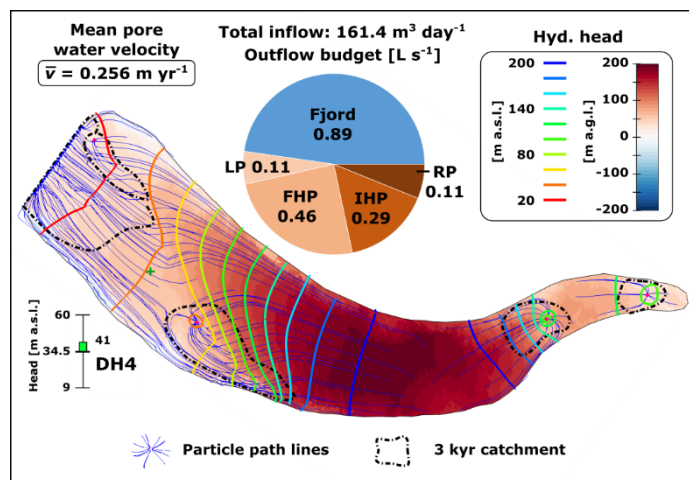 Mean pore
water velocity
v̅ = 0.256 m yr⁻¹
Total inflow: 161.4 m³ day⁻¹
Outflow budget [L s⁻¹]
Fjord
0.89
LP 0.11
FHP
0.46
IHP
0.29
RP
0.11
Hyd. head
[m a.s.l.]
200
140
80
20
[m a.g.l.]
200
100
0
-100
-200
Head [m a.s.l.]
60
41
34.5
DH4
9
Particle path lines
3 kyr catchment